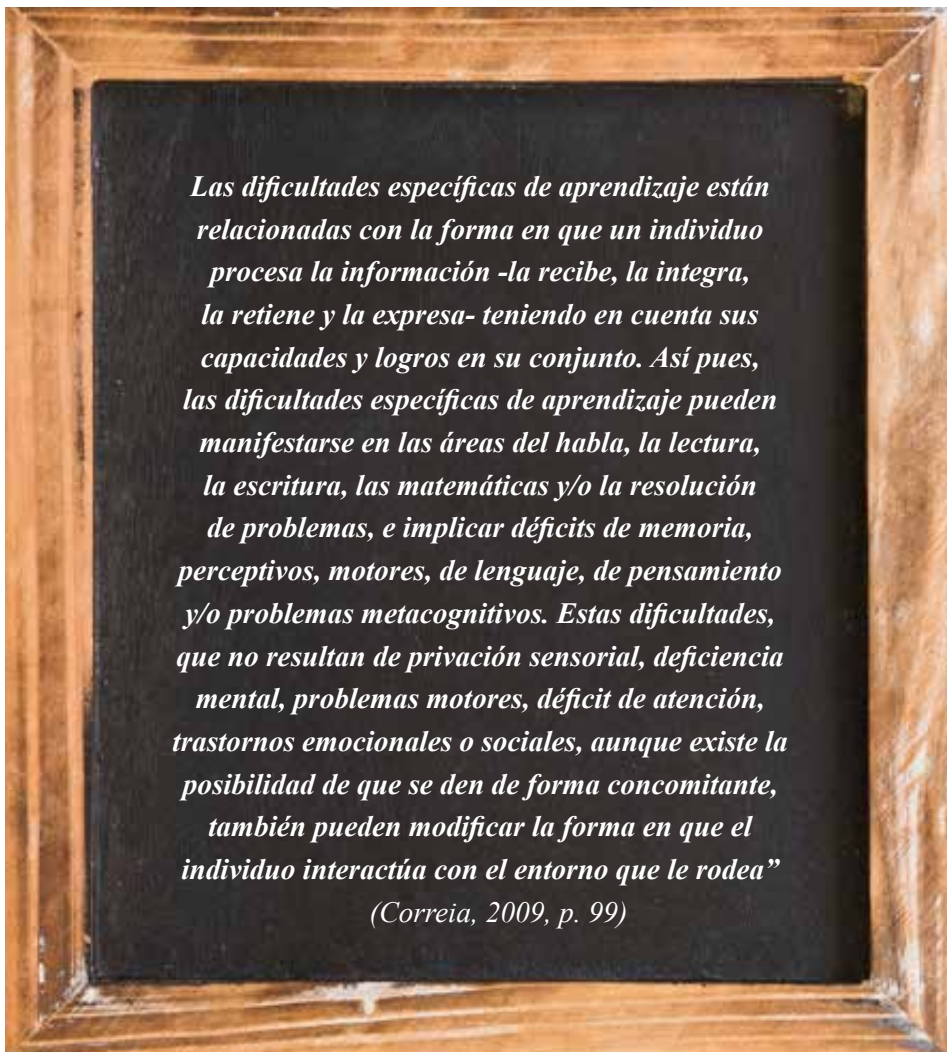 Las dificultades específicas de aprendizaje están
relacionadas con la forma en que un individuo
procesa la información -la recibe, la integra,
la retiene y la expresa- teniendo en cuenta sus
capacidades y logros en su conjunto. Así pues,
las dificultades específicas de aprendizaje pueden
manifestarse en las áreas del habla, la lectura,
la escritura, las matemáticas y/o la resolución
de problemas, e implicar déficits de memoria,
perceptivos, motores, de lenguaje, de pensamiento
y/o problemas metacognitivos. Estas dificultades,
que no resultan de privación sensorial, deficiencia
mental, problemas motores, déficit de atención,
trastornos emocionales o sociales, aunque existe la
posibilidad de que se den de forma concomitante,
también pueden modificar la forma en que el
individuo interactúa con el entorno que le rodea”
(Correia, 2009, p. 99)